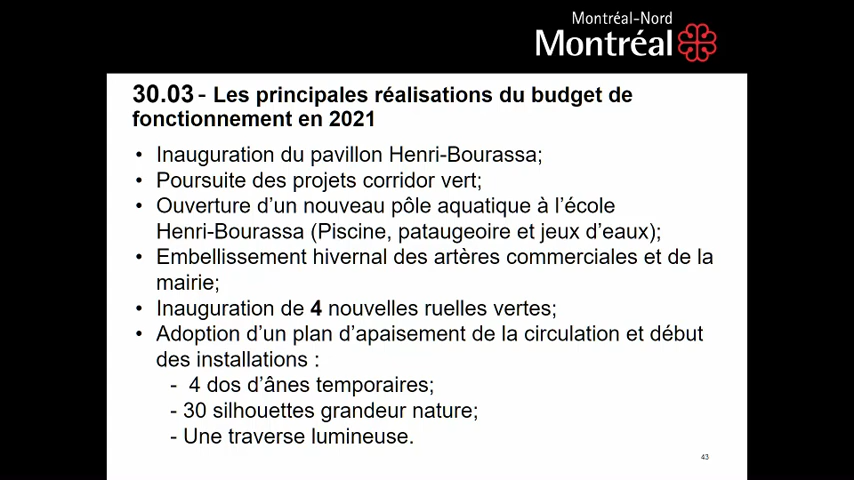 Montréal-Nord
Montréal
30.03 - Les principales réalisations du budget de
fonctionnement en 2021
• Inauguration du pavillon Henri-Bourassa;
• Poursuite des projets corridor vert;
• Ouverture d’un nouveau pôle aquatique à l’école
Henri-Bourassa (Piscine, pataugeoire et jeux d’eaux);
• Embellissement hivernal des artères commerciales et de la
mairie;
• Inauguration de 4 nouvelles ruelles vertes;
• Adoption d’un plan d’apaisement de la circulation et début
des installations :
- 4 dos d’ânes temporaires;
- 30 silhouettes grandeur nature;
- Une traverse lumineuse.
43